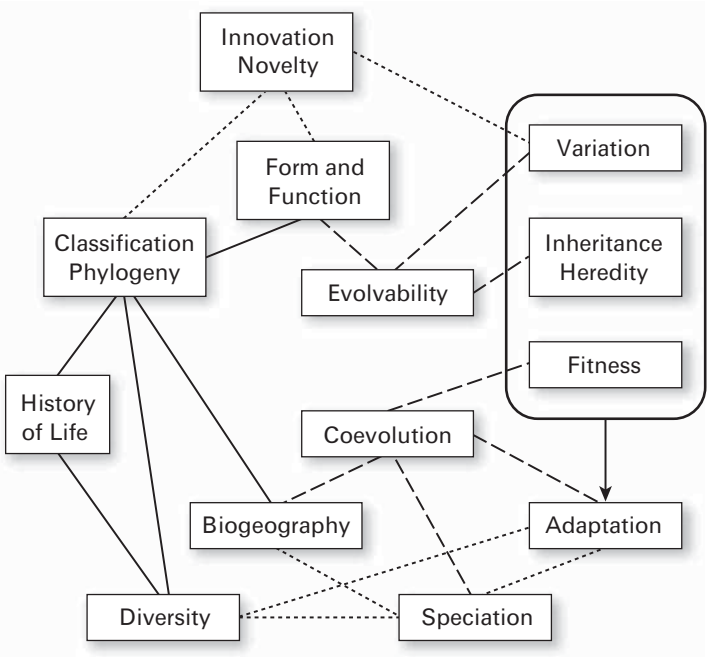 Innovation
Novelty
Variation
Form and
Function
Classification
Phylogeny
Inheritance
Heredity
Evolvability
Fitness
History
of Life
Coevolution
Biogeography
Adaptation
Diversity
Speciation